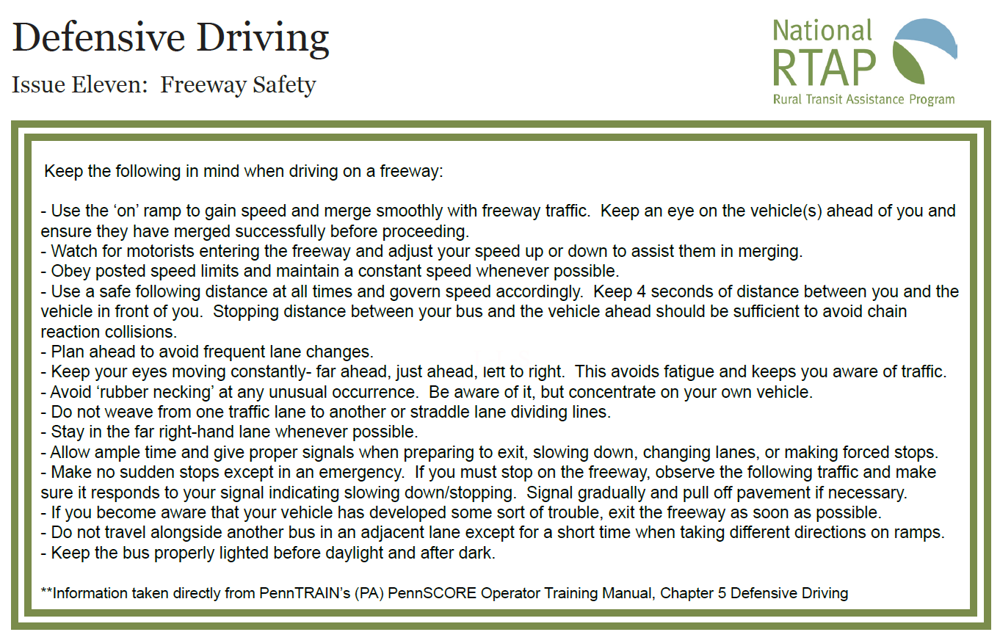 Defensive Driving
Issue Eleven:  Freeway Safety
National
RTAP
Rural Transit Assistance Program
Keep the following in mind when driving on a freeway:
- Use the ‘on’ ramp to gain speed and merge smoothly with freeway traffic.  Keep an eye on the vehicle(s) ahead of you and
ensure they have merged successfully before proceeding.
- Watch for motorists entering the freeway and adjust your speed up or down to assist them in merging.
- Obey posted speed limits and maintain a constant speed whenever possible.
- Use a safe following distance at all times and govern speed accordingly.  Keep 4 seconds of distance between you and the
vehicle in front of you.  Stopping distance between your bus and the vehicle ahead should be sufficient to avoid chain
reaction collisions.
- Plan ahead to avoid frequent lane changes.
- Keep your eyes moving constantly- far ahead, just ahead, left to right.  This avoids fatigue and keeps you aware of traffic.
- Avoid ‘rubber necking’ at any unusual occurrence.  Be aware of it, but concentrate on your own vehicle.
- Do not weave from one traffic lane to another or straddle lane dividing lines.
- Stay in the far right-hand lane whenever possible.
- Allow ample time and give proper signals when preparing to exit, slowing down, changing lanes, or making forced stops.
- Make no sudden stops except in an emergency.  If you must stop on the freeway, observe the following traffic and make
sure it responds to your signal indicating slowing down/stopping.  Signal gradually and pull off pavement if necessary.
- If you become aware that your vehicle has developed some sort of trouble, exit the freeway as soon as possible.
- Do not travel alongside another bus in an adjacent lane except for a short time when taking different directions on ramps.
- Keep the bus properly lighted before daylight and after dark.
**Information taken directly from PennTRAIN’s (PA) PennSCORE Operator Training Manual, Chapter 5 Defensive Driving